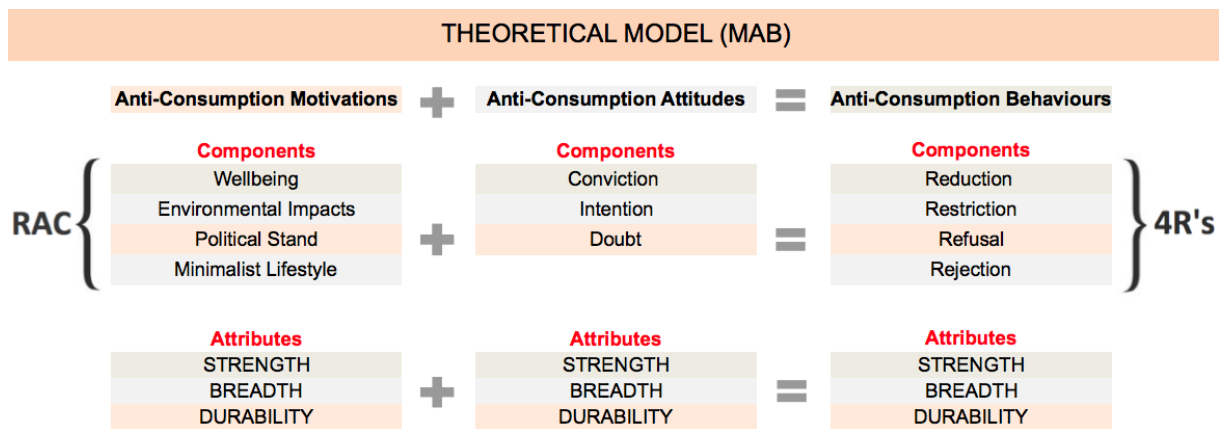 THEORETICAL MODEL (MAB)
Anti-Consumption Motivations + Anti-Consumption Attitudes = Anti-Consumption Behaviours
Components Components Components
Wellbeing Conviction Reduction
Environmental Impacts Intention Restriction
RAC { Political Stand + Doubt = Refusal } 4R's
Minimalist Lifestyle Rejection
Attributes Attributes Attributes
STRENGTH STRENGTH STRENGTH
BREADTH + BREADTH = BREADTH
DURABILITY DURABILITY DURABILITY